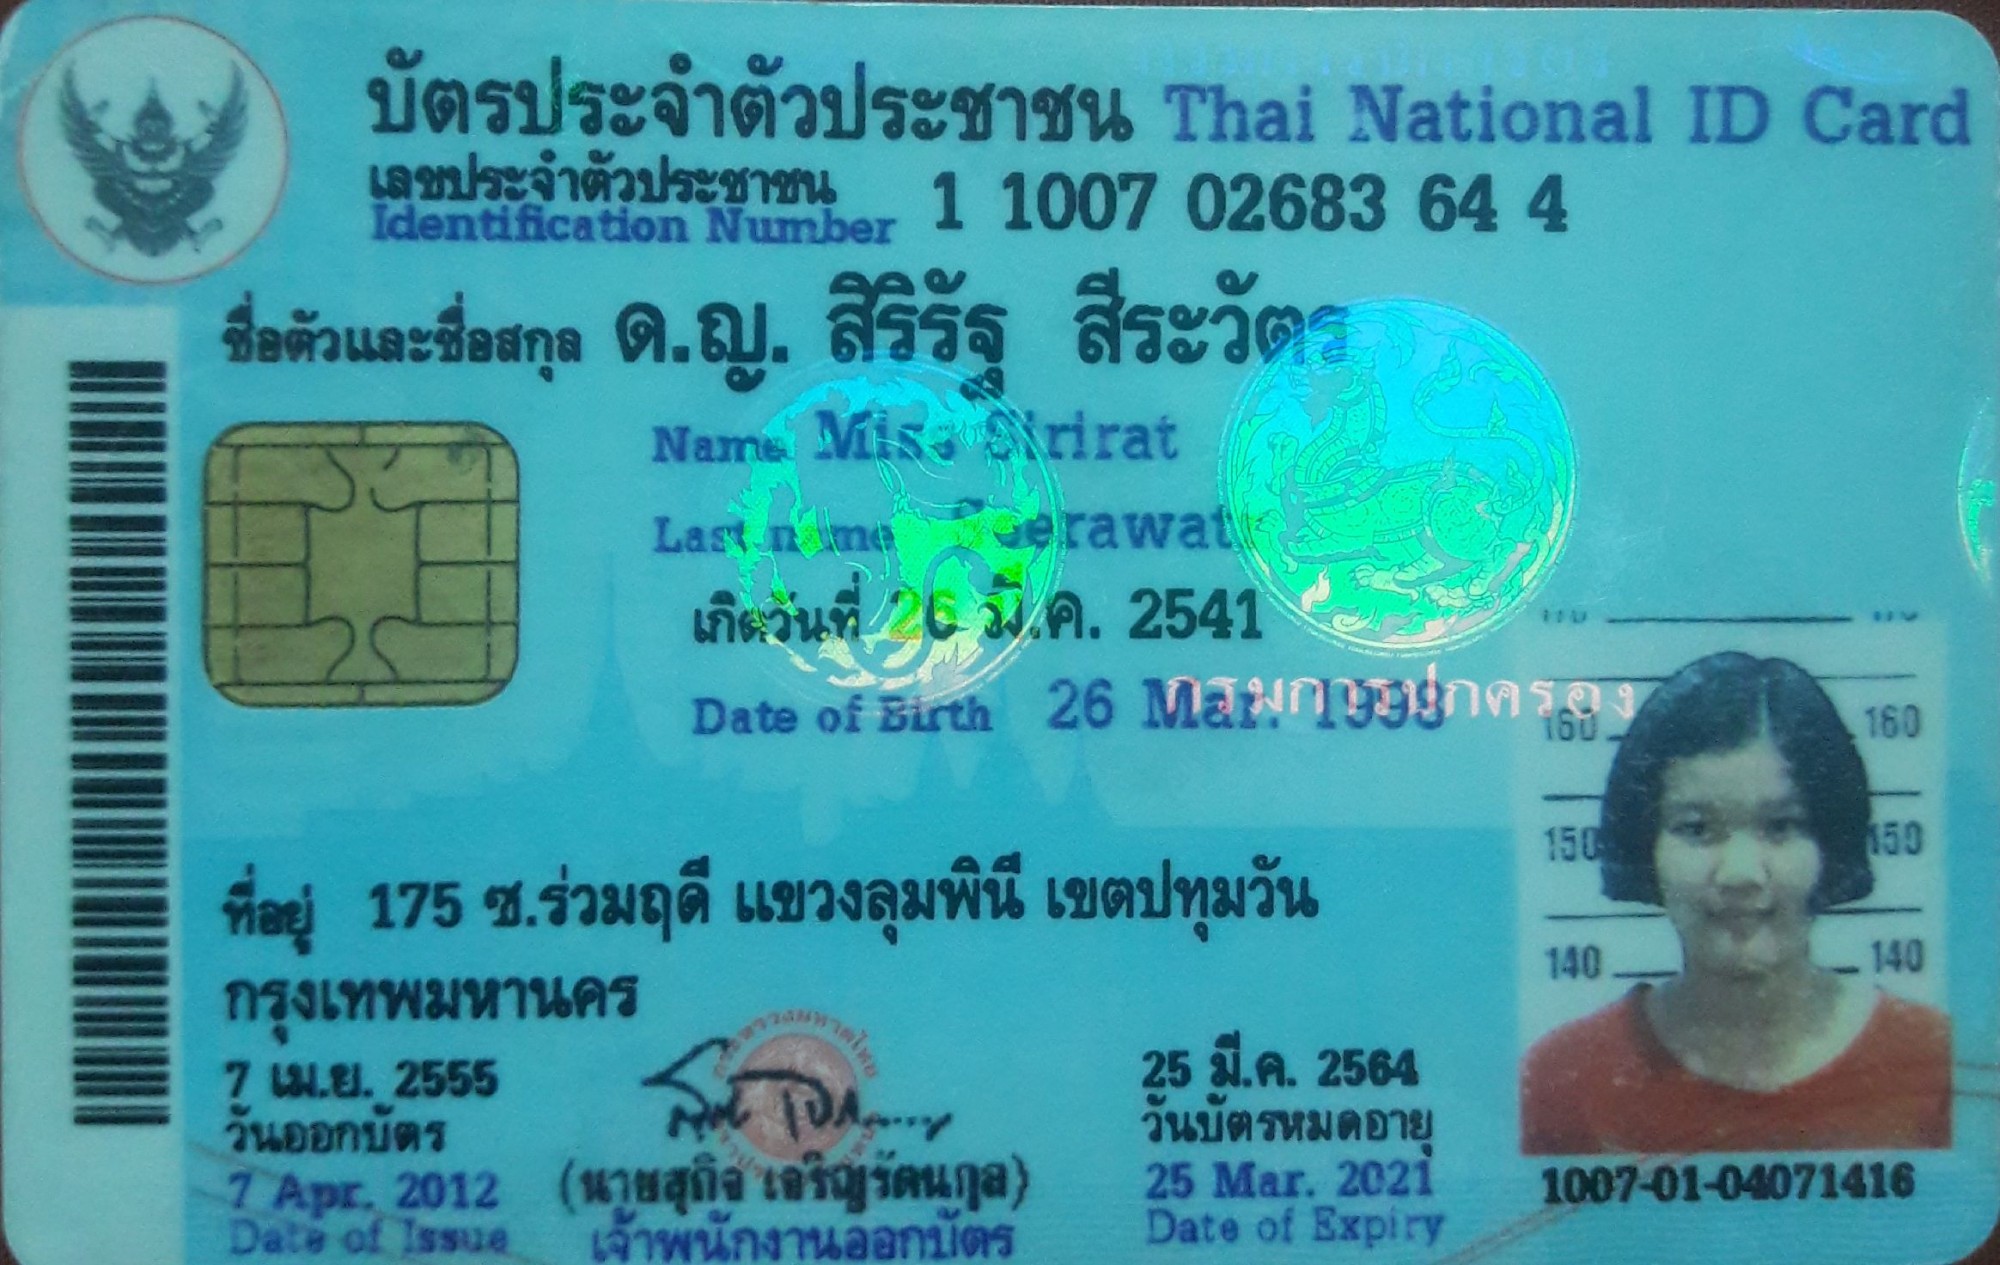 บัตรประจำตัวประชาชน Thai National ID Card
เลขประจำตัวประชาชน
Identification Number 1 1007 02683 64 4
ชื่อตัวและชื่อสกุล ด.ญ. สิริรัฐ สีระวัตร
Name Miss Sirirat
Last name Seerawat
เกิดวันที่ 26 มี.ค. 2541
Date of Birth 26 Mar. 1998
กรมการปกครอง
160 160
150 150
140 140
ที่อยู่ 175 ซ.ร่วมฤดี แขวงลุมพินี เขตปทุมวัน
กรุงเทพมหานคร
7 เม.ย. 2555
วันออกบัตร
7 Apr. 2012
Date of Issue
(นายสุกิจ เจริญรัตนกุล)
เจ้าพนักงานออกบัตร
25 มี.ค. 2564
วันบัตรหมดอายุ
25 Mar. 2021
Date of Expiry
1007-01-04071416